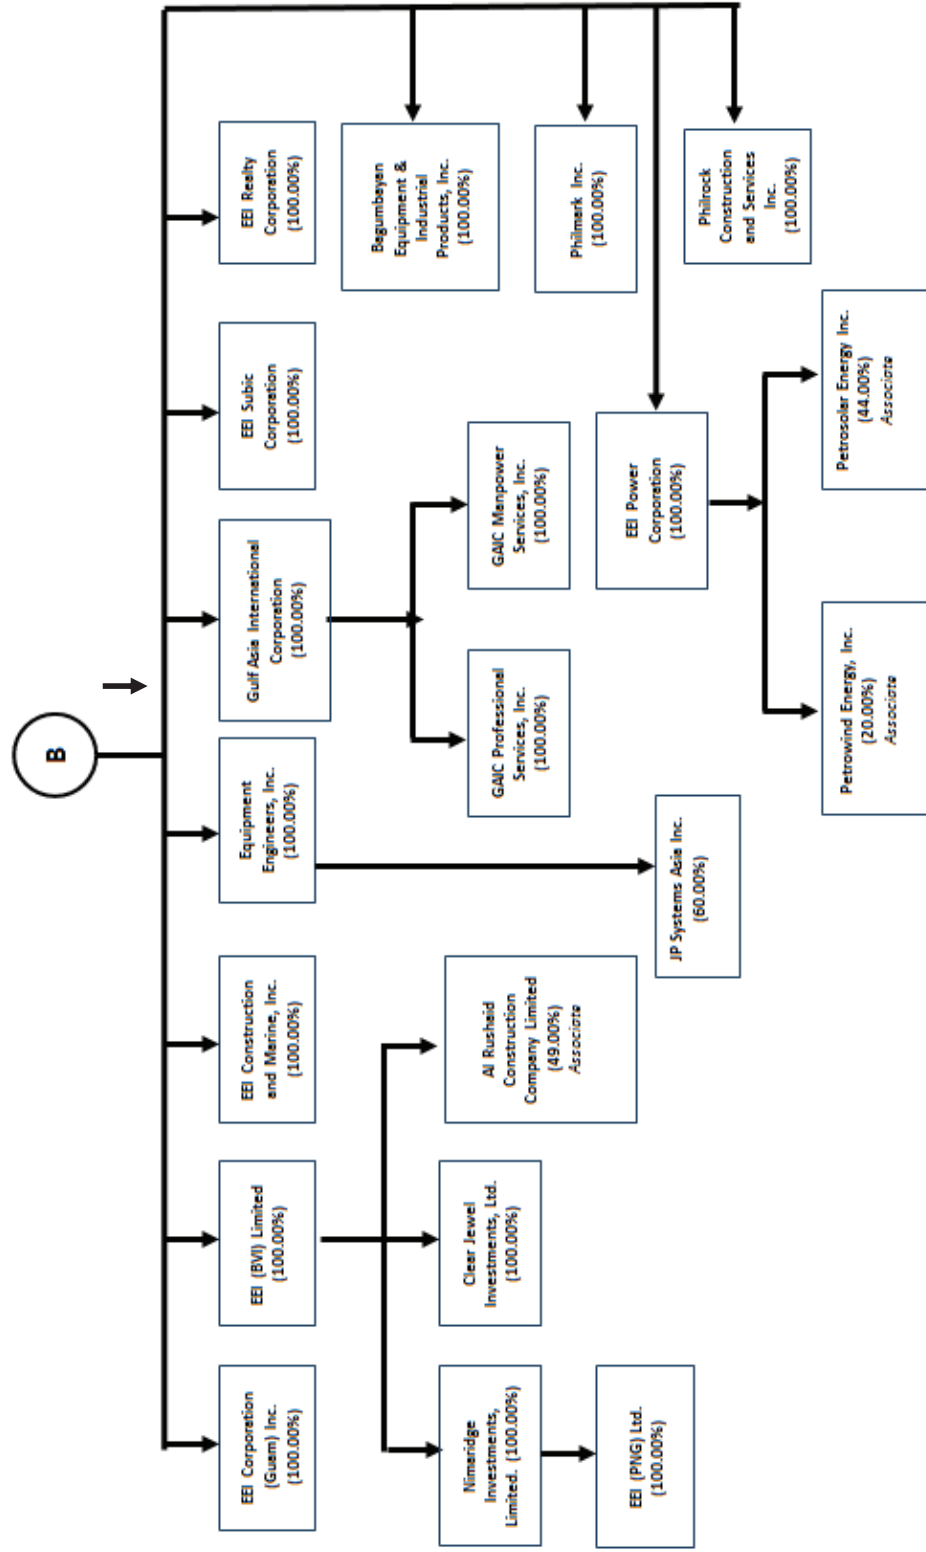 B
EEI Corporation
(Guam) Inc.
(100.00%)
EEI (BVI) Limited
(100.00%)
EEI Construction
and Marine, Inc.
(100.00%)
Equipment
Engineers, Inc.
(100.00%)
Gulf Asia International
Corporation
(100.00%)
EEI Subic
Corporation
(100.00%)
EEI Realty
Corporation
(100.00%)
Bagumbayan
Equipment &
Industrial
Products, Inc.
(100.00%)
Nimaridge
Investments,
Limited. (100.00%)
Clear Jewel
Investments, Ltd.
(100.00%)
Al Rushaid
Construction
Company Limited
(49.00%)
Associate
GAIC Professional
Services, Inc.
(100.00%)
GAIC Manpower
Services, Inc.
(100.00%)
Philmark Inc.
(100.00%)
EEI (PNG) Ltd.
(100.00%)
JP Systems Asia Inc.
(60.00%)
EEI Power
Corporation
(100.00%)
Philrock
Construction
and Services
Inc.
(100.00%)
Petrowind Energy, Inc.
(20.00%)
Associate
Petrosolar Energy Inc.
(44.00%)
Associate